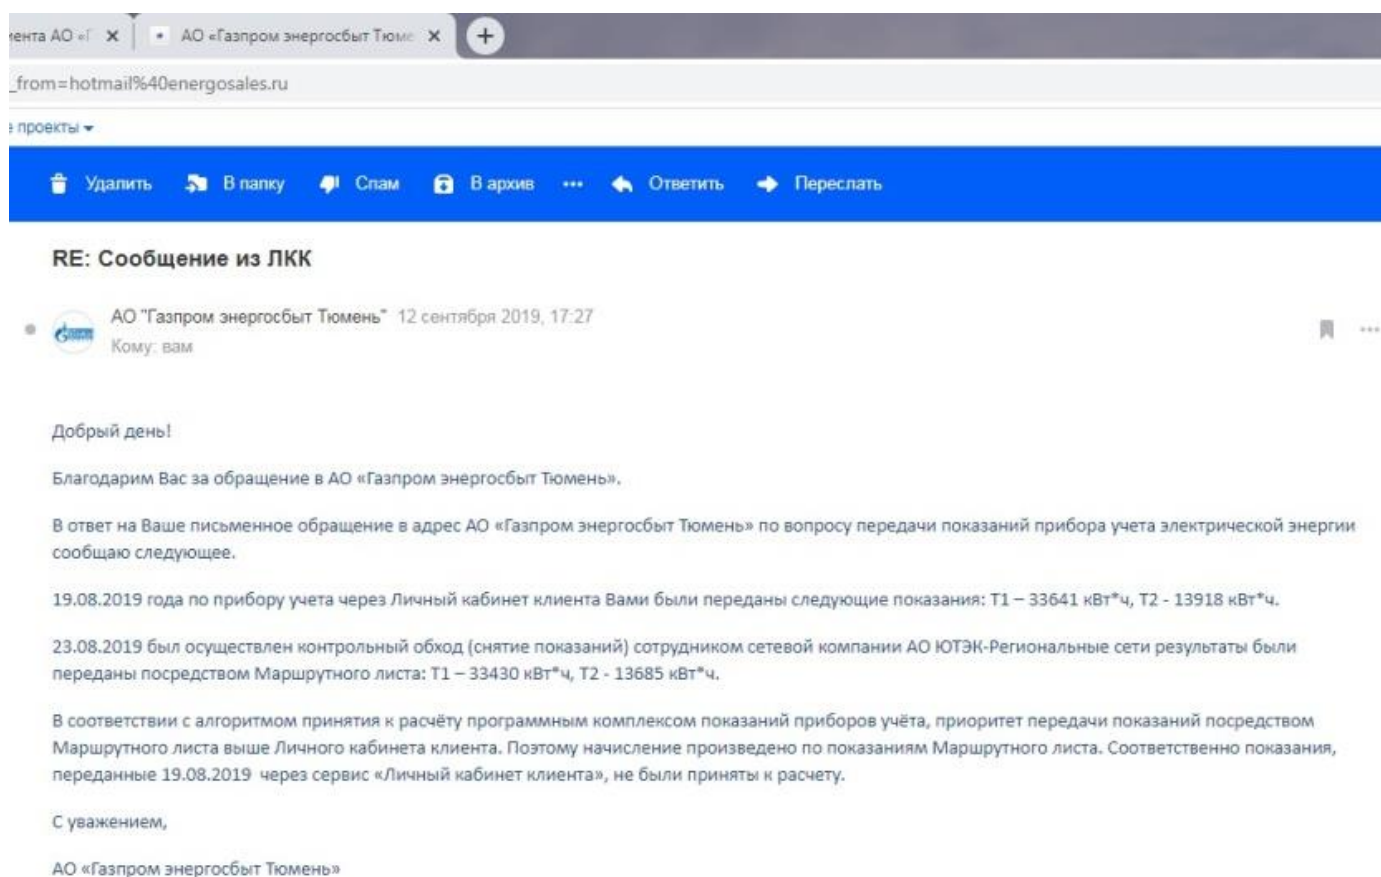 мента АО «Г
АО «Газпром энергосбыт Тюме
_from=hotmail%40energosales.ru
е проекты
Удалить В папку Спам В архив ... Ответить Переслать
RE: Сообщение из ЛКК
АО "Газпром энергосбыт Тюмень" 12 сентября 2019, 17:27
Кому: вам
Добрый день!
Благодарим Вас за обращение в АО «Газпром энергосбыт Тюмень».
В ответ на Ваше письменное обращение в адрес АО «Газпром энергосбыт Тюмень» по вопросу передачи показаний прибора учета электрической энергии
сообщаю следующее.
19.08.2019 года по прибору учета через Личный кабинет клиента Вами были переданы следующие показания: Т1 – 33641 кВт*ч, Т2 - 13918 кВт*ч.
23.08.2019 был осуществлен контрольный обход (снятие показаний) сотрудником сетевой компании АО ЮТЭК-Региональные сети результаты были
переданы посредством Маршрутного листа: Т1 – 33430 кВт*ч, Т2 - 13685 кВт*ч.
В соответствии с алгоритмом принятия к расчёту программным комплексом показаний приборов учёта, приоритет передачи показаний посредством
Маршрутного листа выше Личного кабинета клиента. Поэтому начисление произведено по показаниям Маршрутного листа. Соответственно показания,
переданные 19.08.2019 через сервис «Личный кабинет клиента», не были приняты к расчету.
С уважением,
АО «Газпром энергосбыт Тюмень»